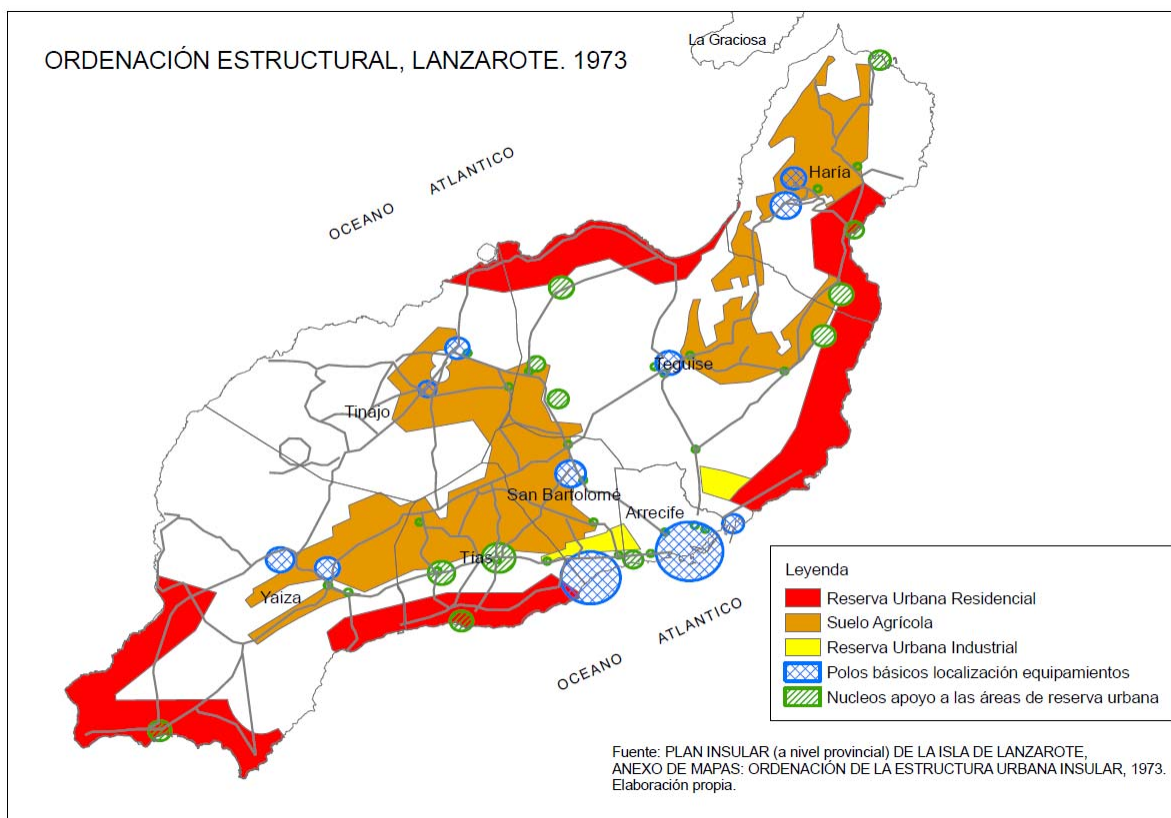 ORDENACIÓN ESTRUCTURAL, LANZAROTE. 1973
La Graciosa
OCEANO ATLANTICO
Haría
Teguise
Tinajo
San Bartolomé
Arrecife
Tías
Yaíza
OCEANO ATLANTICO
Leyenda
Reserva Urbana Residencial
Suelo Agrícola
Reserva Urbana Industrial
Polos básicos localización equipamientos
Nucleos apoyo a las áreas de reserva urbana
Fuente: PLAN INSULAR (a nivel provincial) DE LA ISLA DE LANZAROTE,
ANEXO DE MAPAS: ORDENACIÓN DE LA ESTRUCTURA URBANA INSULAR, 1973.
Elaboración propia.